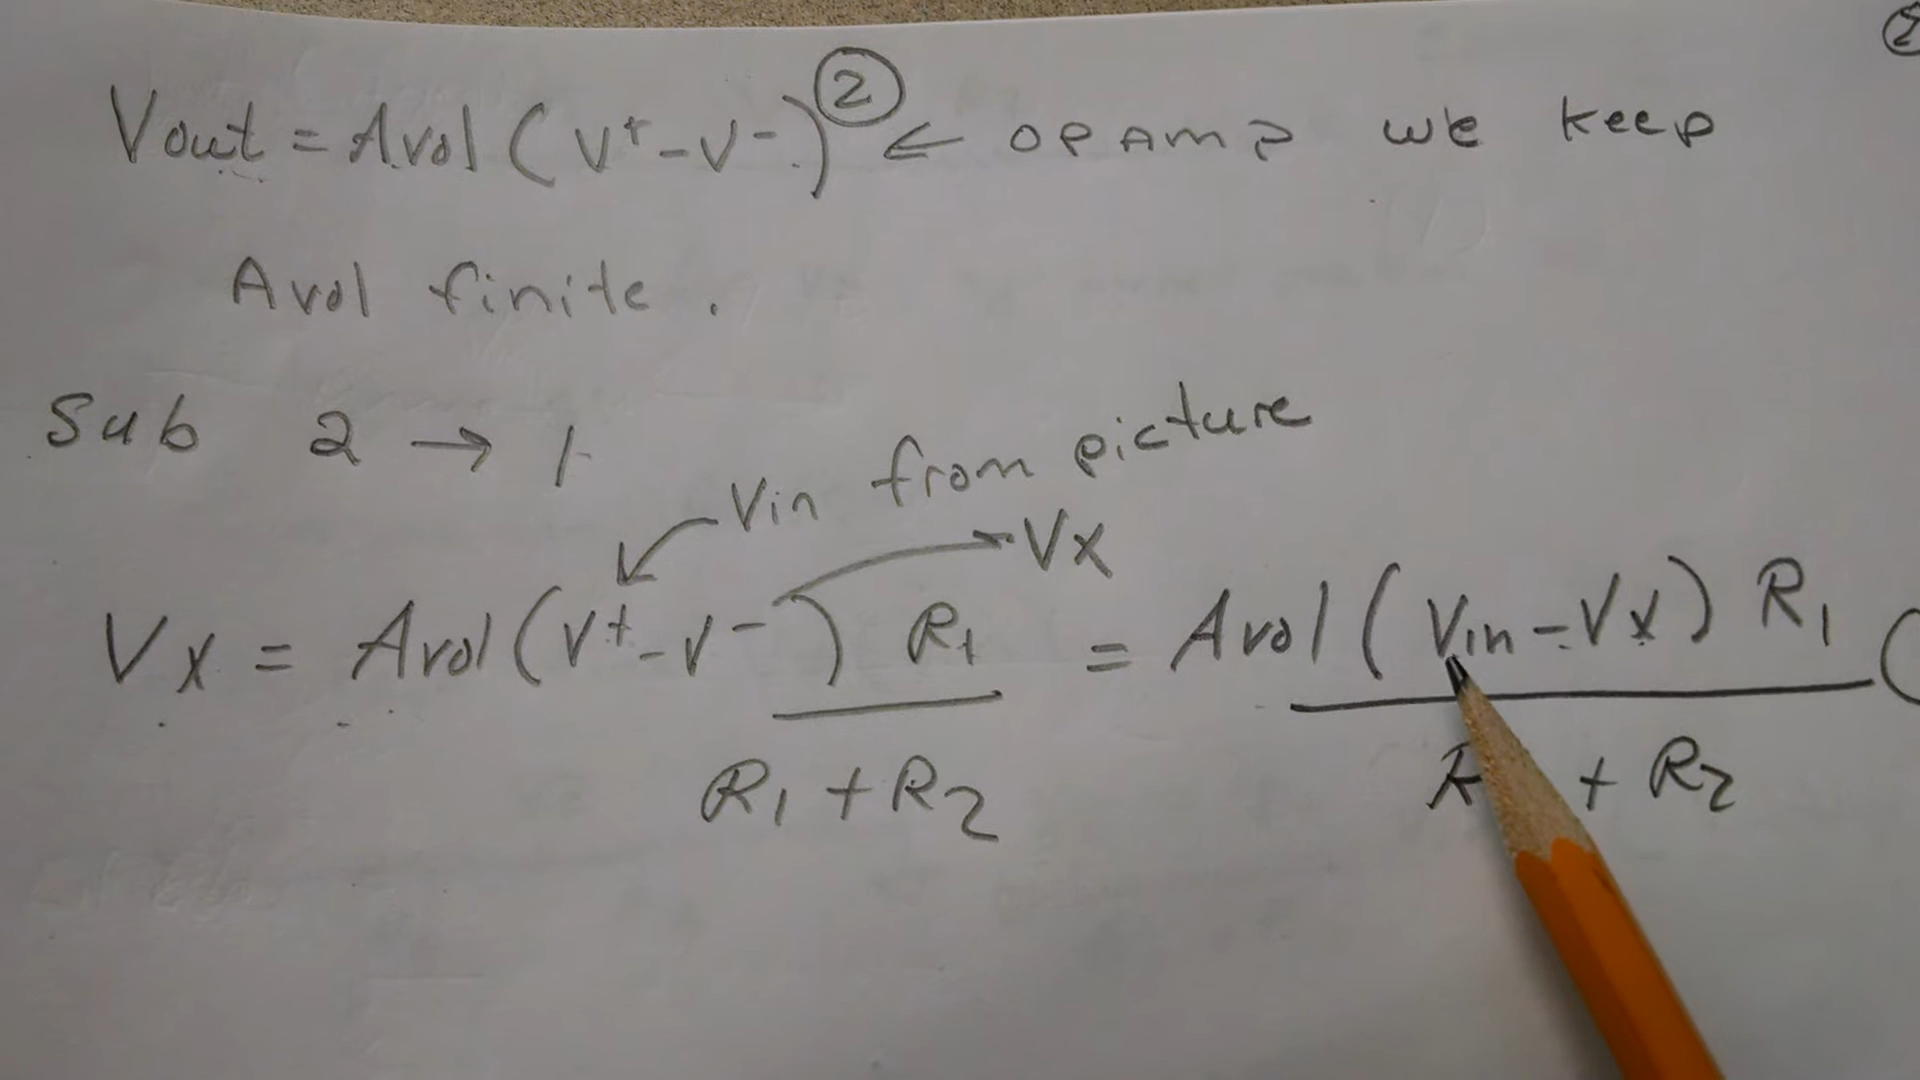 Vout = Avol (V+ - V-) ② ← OPAMP we keep
Avol finite .
Sub 2 → 1
Vin from picture
Vx
Vx = Avol (V+ - V-) R1 = Avol (Vin - Vx) R1
R1 + R2 + R2